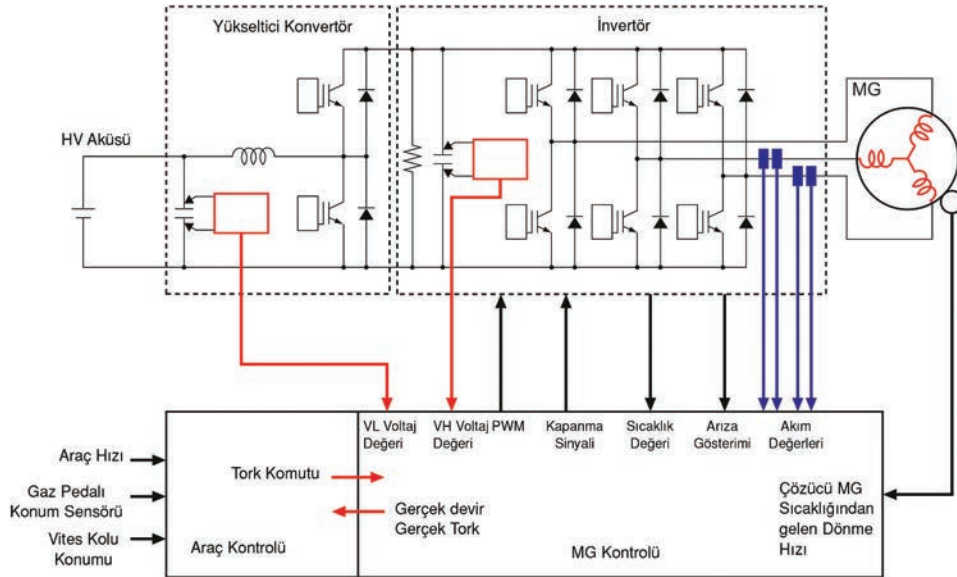 Yükseltici Konvertör
İnvertör
HV Aküsü
MG
VL Voltaj
Değeri
VH Voltaj
Değeri
PWM
Kapanma
Sinyali
Sıcaklık
Değeri
Arıza
Gösterimi
Akım
Değerleri
Araç Hızı
Gaz Pedalı
Konum Sensörü
Vites Kolu
Konumu
Tork Komutu
Gerçek devir
Gerçek Tork
Araç Kontrolü
MG Kontrolü
Çözücü MG
Sıcaklığından
gelen Dönme
Hızı